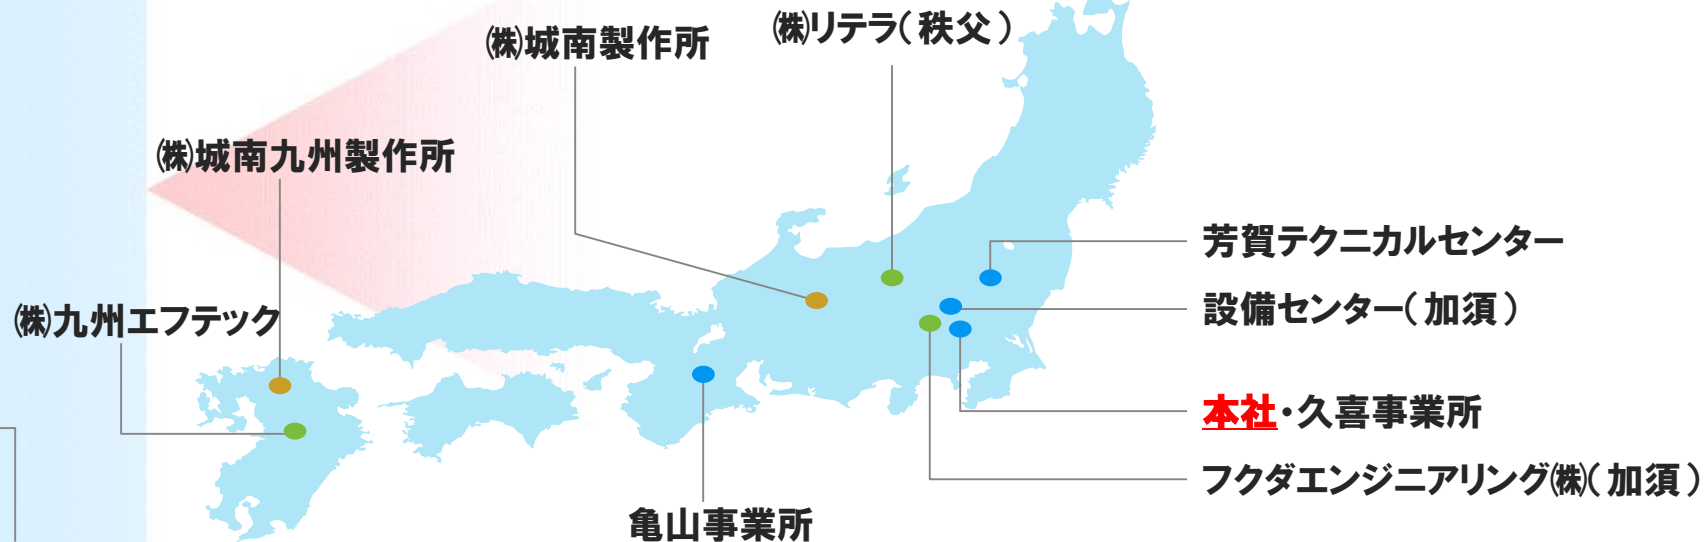 ㈱リテラ（秩父）
㈱城南製作所
㈱城南九州製作所
芳賀テクニカルセンター
設備センター（加須）
㈱九州エフテック
本社・久喜事業所
フクダエンジニアリング㈱（加須）
亀山事業所